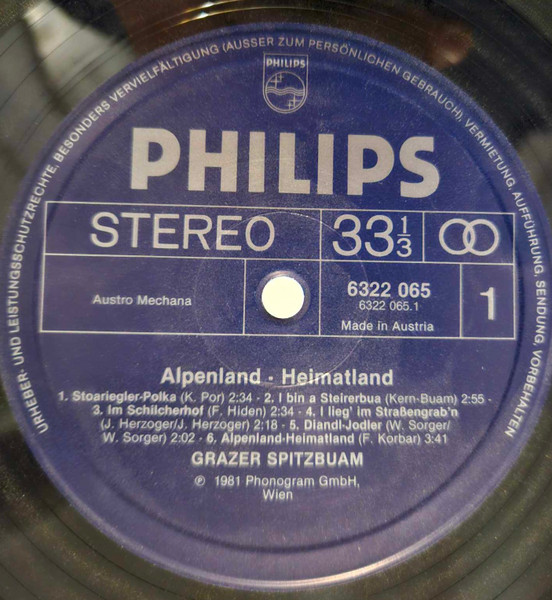 URHEBER- UND LEISTUNGSSCHUTZRECHTE, BESONDERS VERVIELFÄLTIGUNG (AUSSER ZUM PERSÖNLICHEN GEBRAUCH), VERMIETUNG, AUFFÜHRUNG, SENDUNG, VORBEHALTEN
PHILIPS
PHILIPS
STEREO
33 1/3
Austro Mechana
6322 065
6322 065.1
Made in Austria
1
Alpenland · Heimatland
1. Stoariegler-Polka (K. Por) 2:34 · 2. I bin a Steirerbua (Kern-Buam) 2:55 ·
3. Im Schilcherhof (F. Hiden) 2:34 · 4. I lieg' im Straßengrab'n
(J. Herzoger/J. Herzoger) 2:18 · 5. Diandl-Jodler (W. Sorger/
W. Sorger) 2:02 · 6. Alpenland-Heimatland (F. Korbar) 3:41
GRAZER SPITZBUAM
℗ 1981 Phonogram GmbH,
Wien